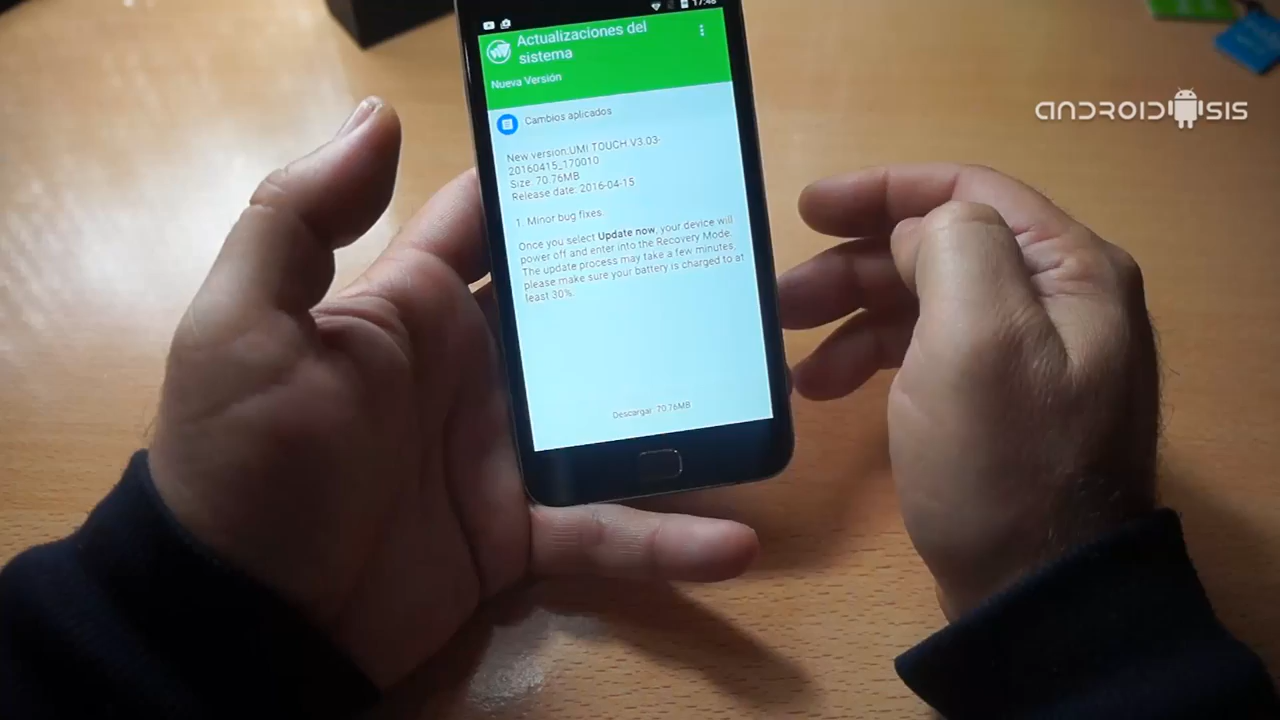 17:48
Actualizaciones del
sistema
Nueva Versión
Cambios aplicados
New version:UMI TOUCH V3.03-
20160415_170010
Size: 70.76MB
Release date: 2016-04-15
1. Minor bug fixes.
Once you select Update now, your device will
power off and enter into the Recovery Mode.
The update process may take a few minutes,
please make sure your battery is charged to at
least 30%.
Descargar: 70.76MB
ANDROIDSIS